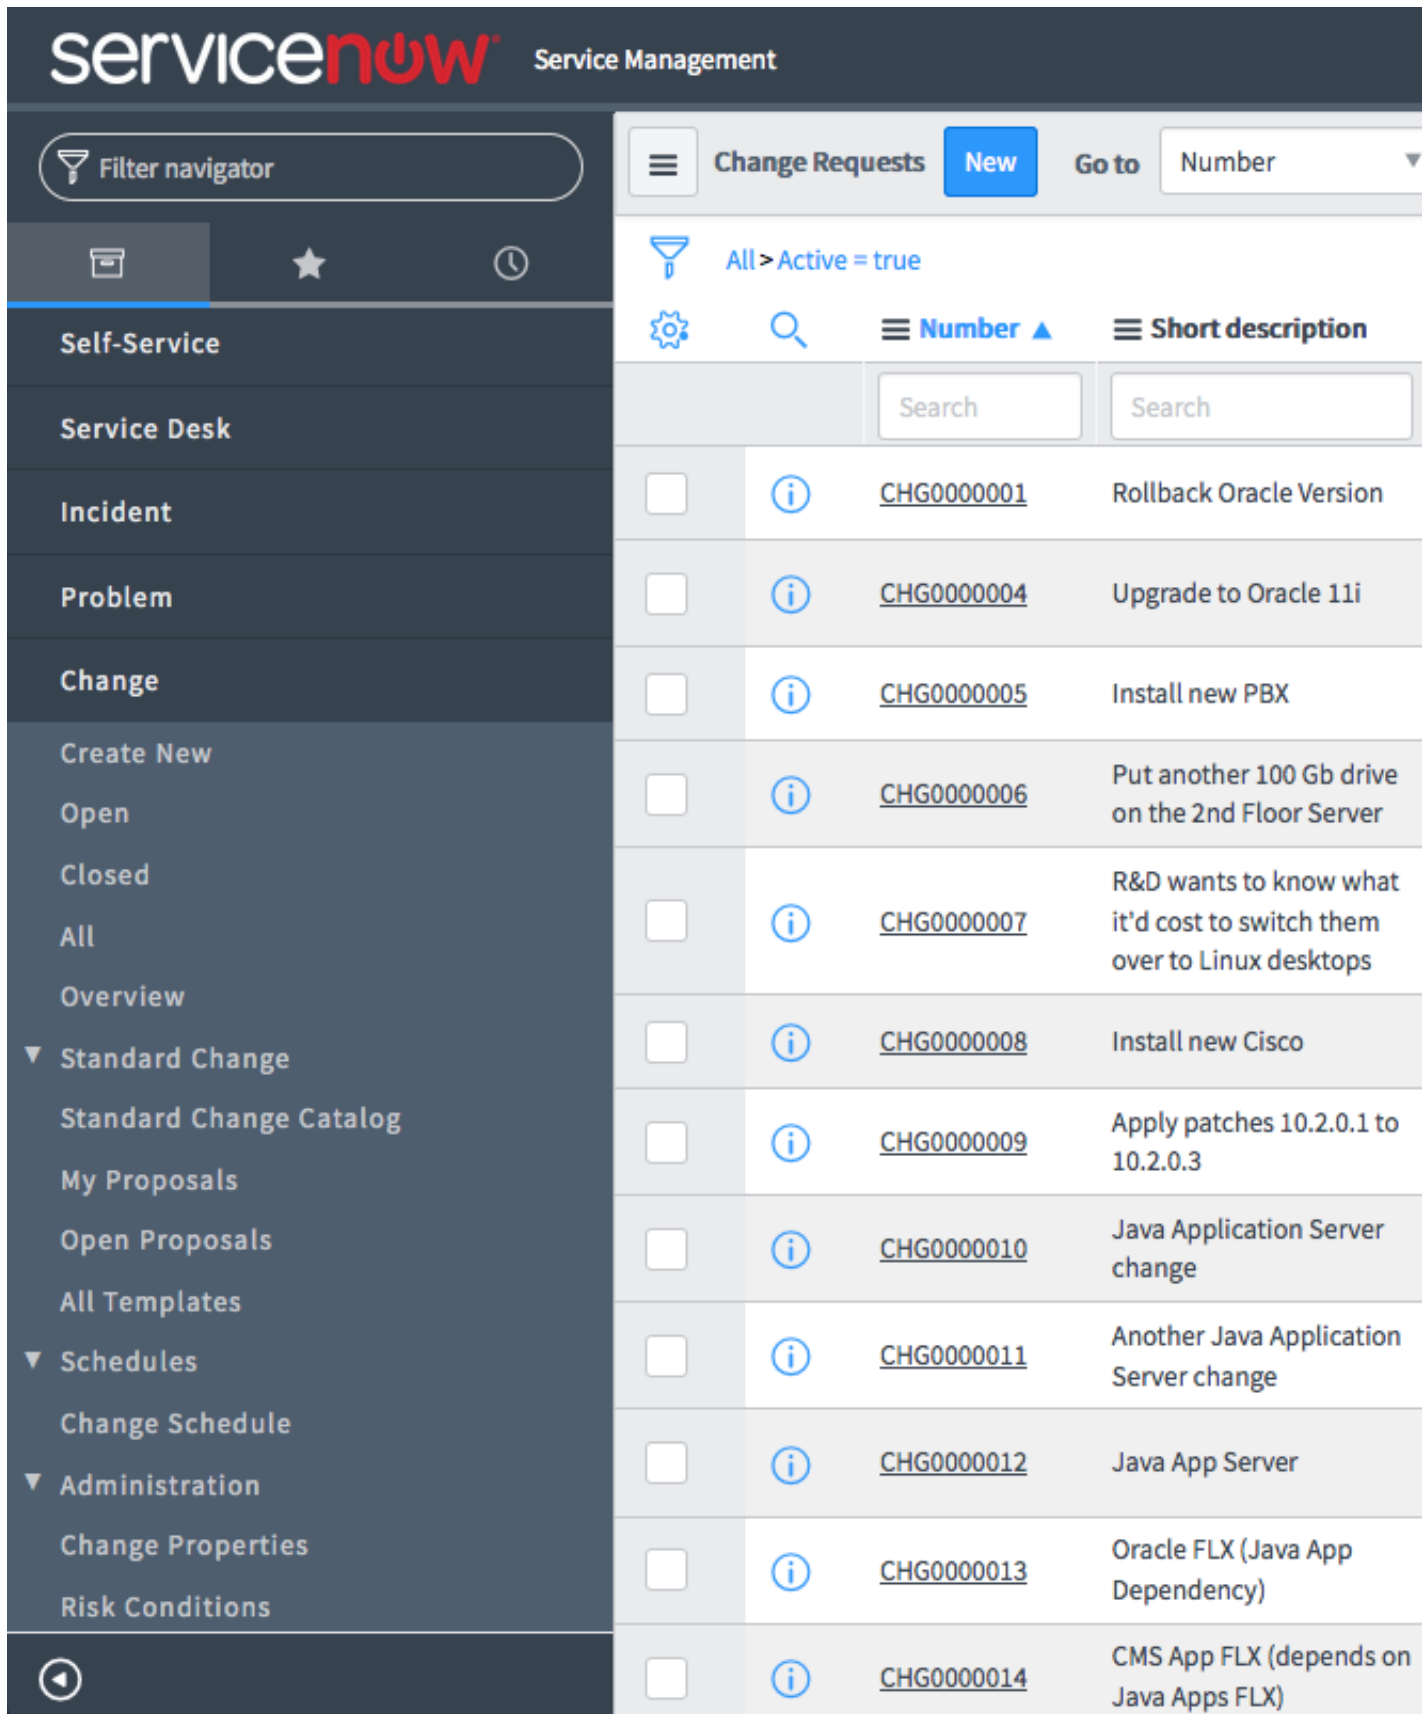 servicenow Service Management
Filter navigator
Self-Service
Service Desk
Incident
Problem
Change
Create New
Open
Closed
All
Overview
Standard Change
Standard Change Catalog
My Proposals
Open Proposals
All Templates
Schedules
Change Schedule
Administration
Change Properties
Risk Conditions
Change Requests New Go to Number
All > Active = true
Number Short description
Search Search
CHG0000001 Rollback Oracle Version
CHG0000004 Upgrade to Oracle 11i
CHG0000005 Install new PBX
CHG0000006 Put another 100 Gb drive
on the 2nd Floor Server
CHG0000007 R&D wants to know what
it'd cost to switch them
over to Linux desktops
CHG0000008 Install new Cisco
CHG0000009 Apply patches 10.2.0.1 to
10.2.0.3
CHG0000010 Java Application Server
change
CHG0000011 Another Java Application
Server change
CHG0000012 Java App Server
CHG0000013 Oracle FLX (Java App
Dependency)
CHG0000014 CMS App FLX (depends on
Java Apps FLX)